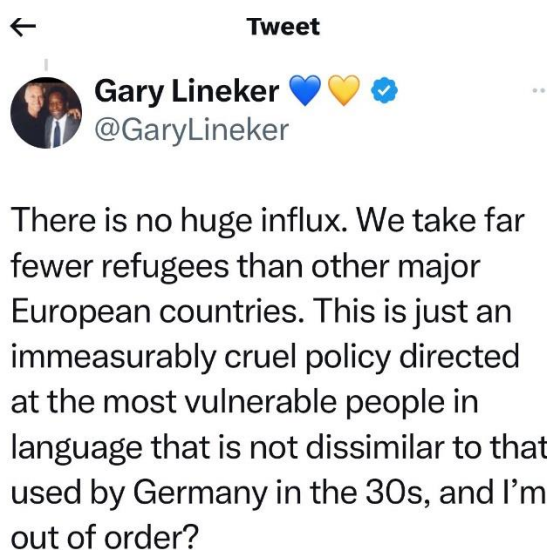 Tweet
Gary Lineker 💙💛
@GaryLineker
There is no huge influx. We take far
fewer refugees than other major
European countries. This is just an
immeasurably cruel policy directed
at the most vulnerable people in
language that is not dissimilar to that
used by Germany in the 30s, and I’m
out of order?